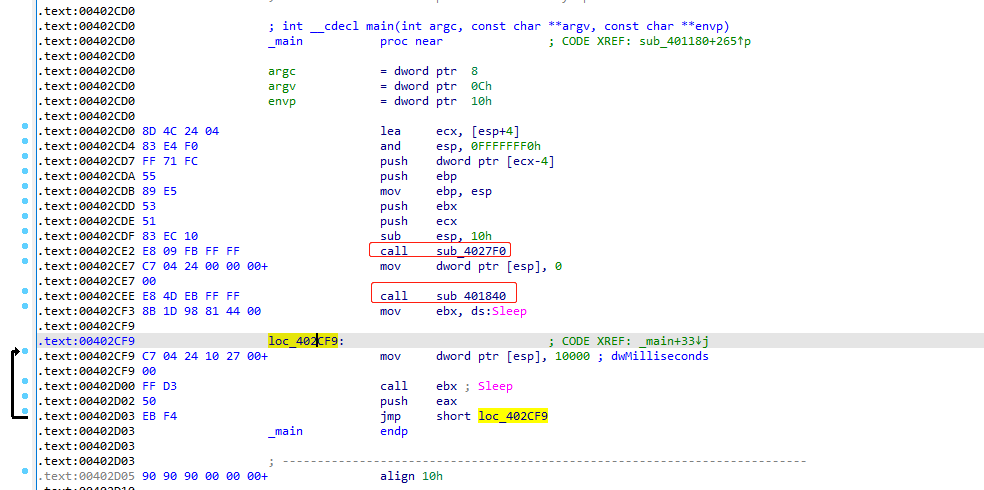 .text:00402CD0
.text:00402CD0 ; int __cdecl main(int argc, const char **argv, const char **envp)
.text:00402CD0 _main proc near ; CODE XREF: sub_401180+265↑p
.text:00402CD0
.text:00402CD0 argc = dword ptr 8
.text:00402CD0 argv = dword ptr 0Ch
.text:00402CD0 envp = dword ptr 10h
.text:00402CD0
.text:00402CD0 8D 4C 24 04 lea ecx, [esp+4]
.text:00402CD4 83 E4 F0 and esp, 0FFFFFFF0h
.text:00402CD7 FF 71 FC push dword ptr [ecx-4]
.text:00402CDA 55 push ebp
.text:00402CDB 89 E5 mov ebp, esp
.text:00402CDD 53 push ebx
.text:00402CDE 51 push ecx
.text:00402CDF 83 EC 10 sub esp, 10h
.text:00402CE2 E8 09 FB FF FF call sub_4027F0
.text:00402CE7 C7 04 24 00 00 00+ mov dword ptr [esp], 0
.text:00402CE7 00
.text:00402CEE E8 4D EB FF FF call sub_401840
.text:00402CF3 8B 1D 98 81 44 00 mov ebx, ds:Sleep
.text:00402CF9
.text:00402CF9 loc_402CF9: ; CODE XREF: _main+33↓j
.text:00402CF9 C7 04 24 10 27 00+ mov dword ptr [esp], 10000 ; dwMilliseconds
.text:00402CF9 00
.text:00402D00 FF D3 call ebx ; Sleep
.text:00402D02 50 push eax
.text:00402D03 EB F4 jmp short loc_402CF9
.text:00402D03 _main endp
.text:00402D03
.text:00402D03 ; ---------------------------------------------------------------------------
.text:00402D05 90 90 90 00 00 00+ align 10h